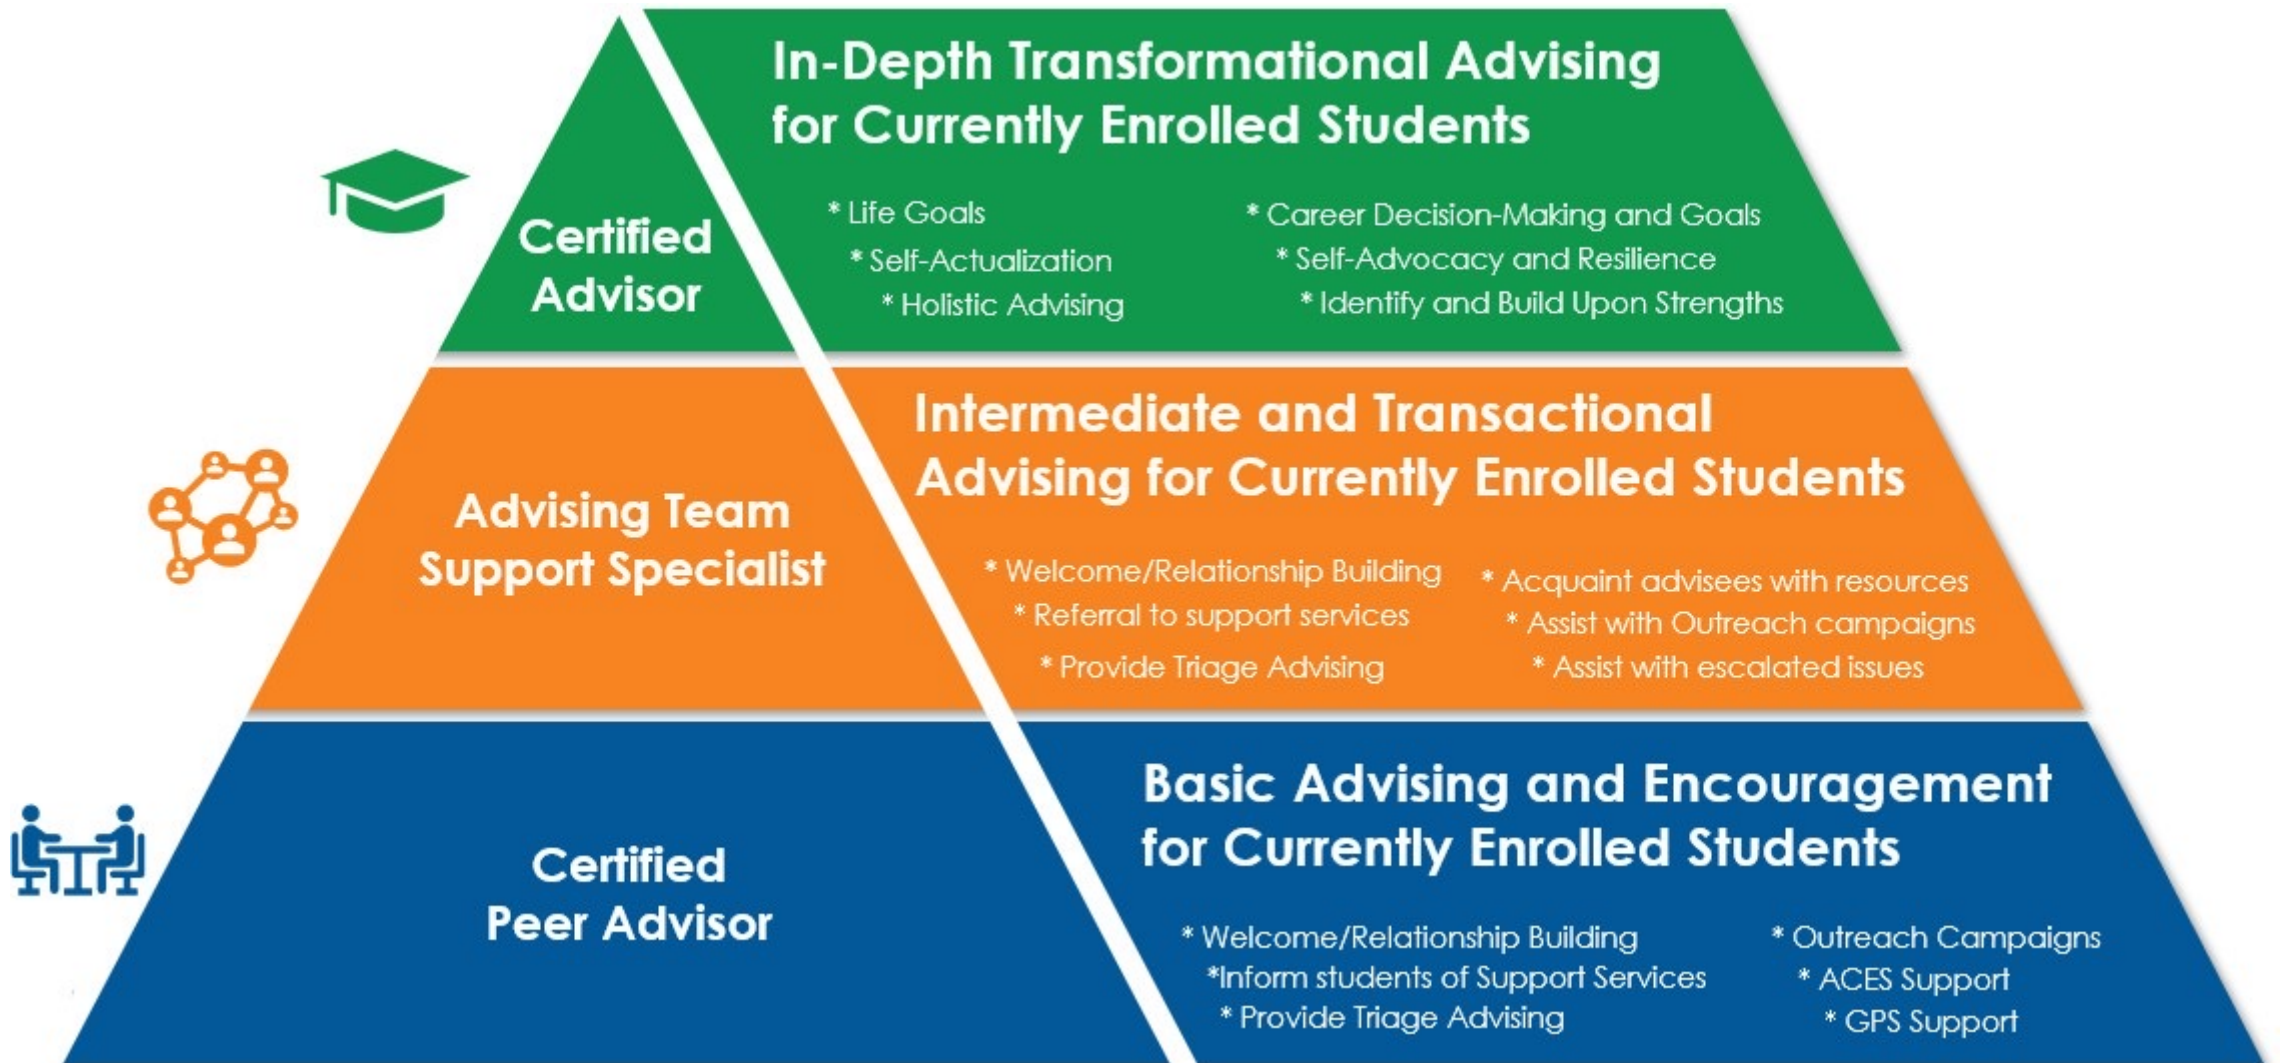 Certified
Advisor
In-Depth Transformational Advising
for Currently Enrolled Students
* Life Goals
* Self-Actualization
* Holistic Advising
* Career Decision-Making and Goals
* Self-Advocacy and Resilience
* Identify and Build Upon Strengths
Advising Team
Support Specialist
Intermediate and Transactional
Advising for Currently Enrolled Students
* Welcome/Relationship Building
* Referral to support services
* Provide Triage Advising
* Acquaint advisees with resources
* Assist with Outreach campaigns
* Assist with escalated issues
Certified
Peer Advisor
Basic Advising and Encouragement
for Currently Enrolled Students
* Welcome/Relationship Building
*Inform students of Support Services
* Provide Triage Advising
* Outreach Campaigns
* ACES Support
* GPS Support